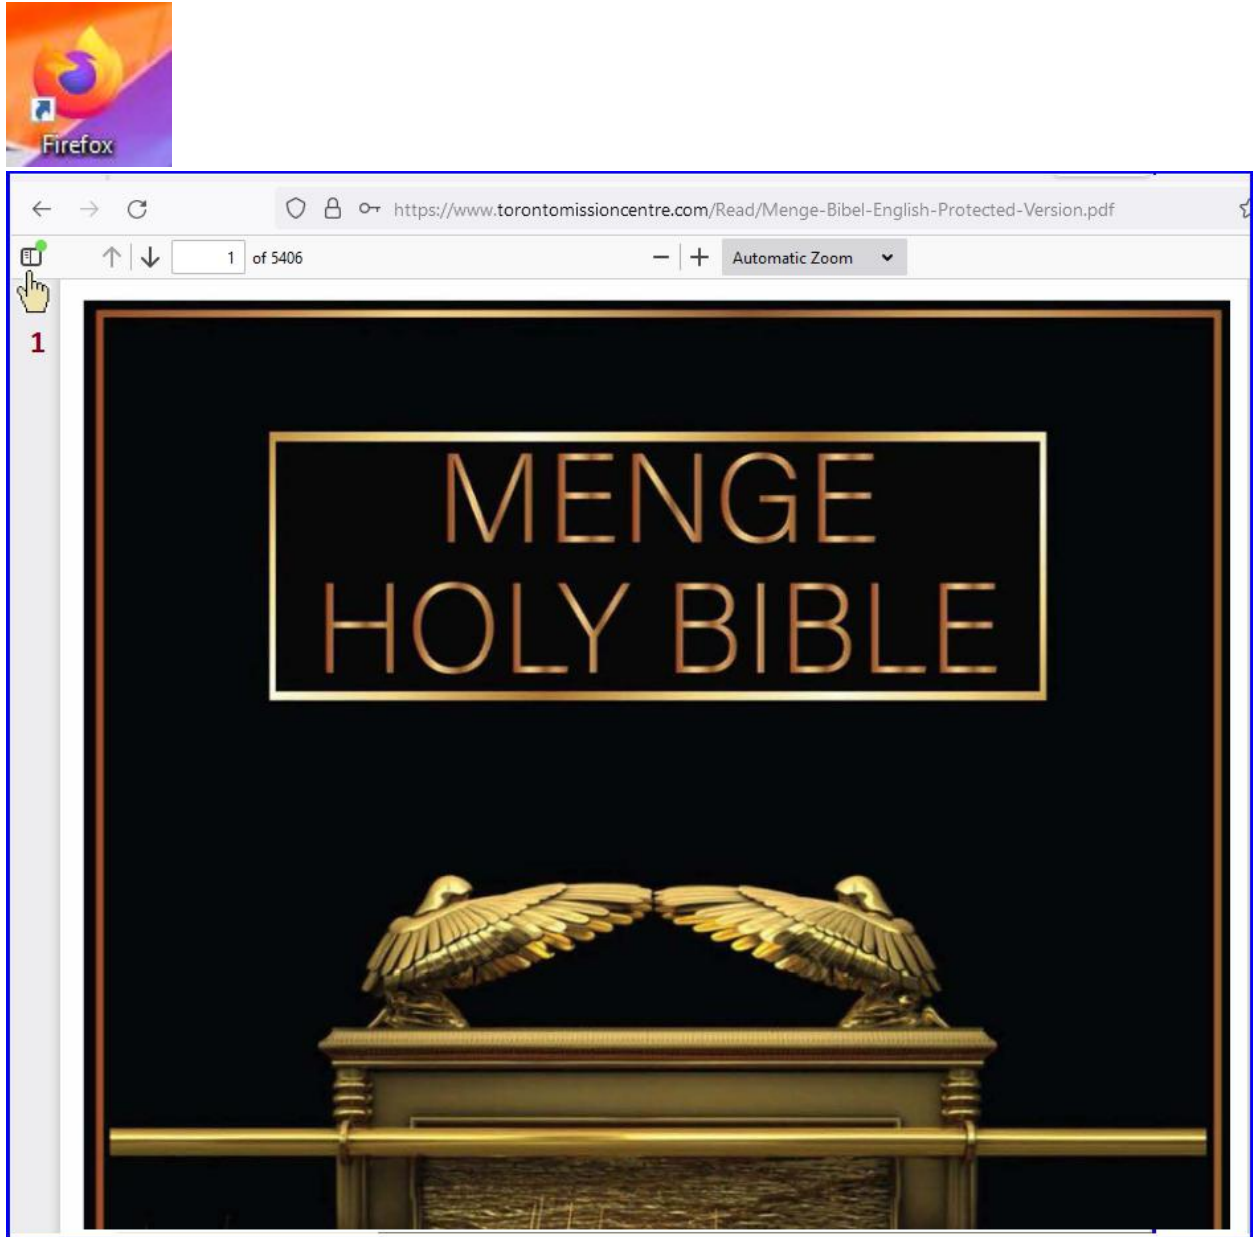 Firefox
https://www.torontomissioncentre.com/Read/Menge-Bibel-English-Protected-Version.pdf
1 of 5406 Automatic Zoom
1
MENGE
HOLY BIBLE